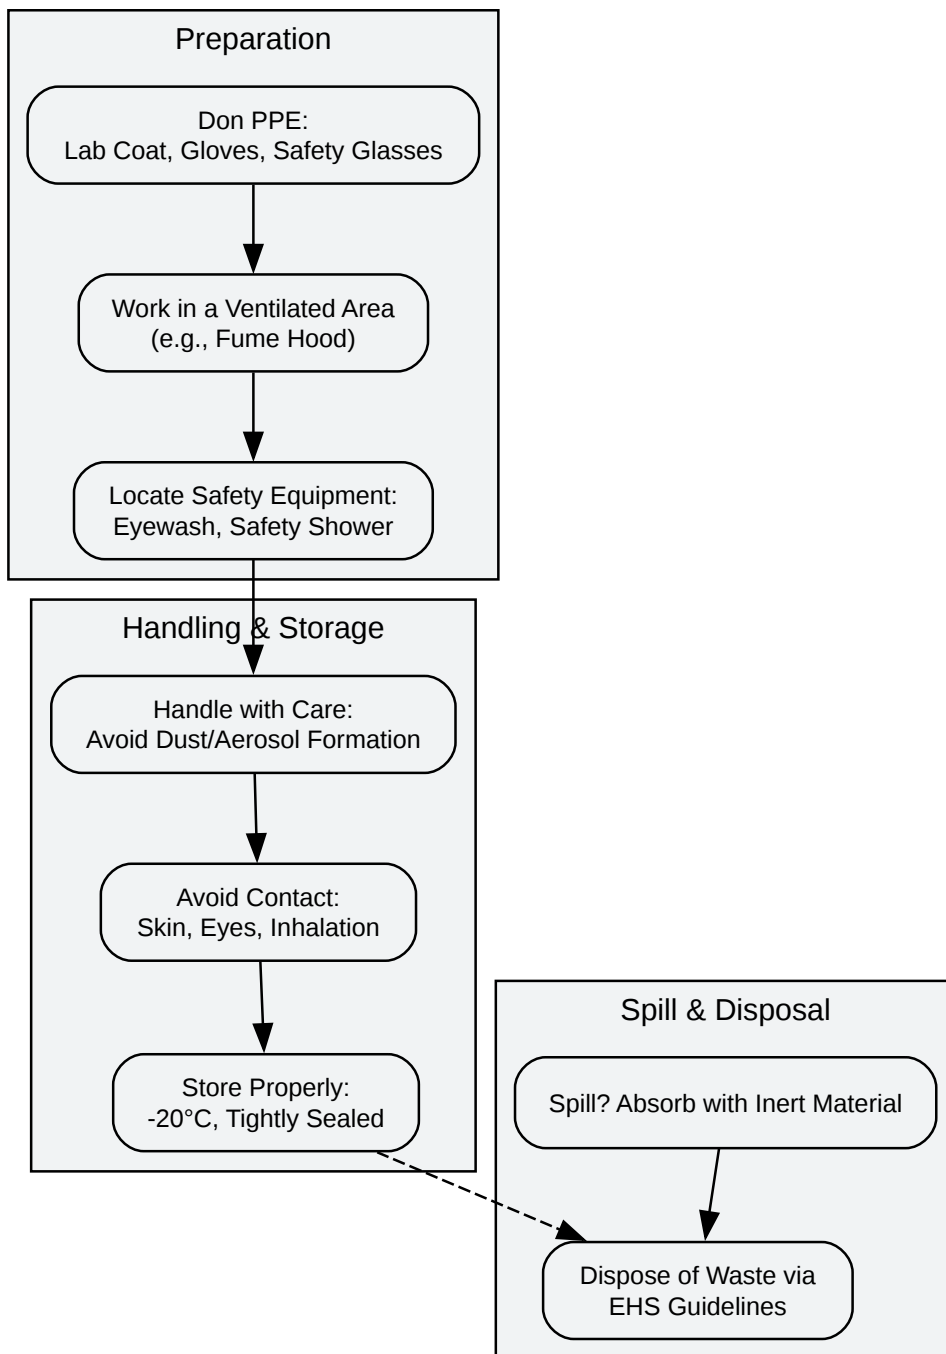 Preparation
Don PPE:
Lab Coat, Gloves, Safety Glasses
Work in a Ventilated Area
(e.g., Fume Hood)
Locate Safety Equipment:
Eyewash, Safety Shower
Handling & Storage
Handle with Care:
Avoid Dust/Aerosol Formation
Avoid Contact:
Skin, Eyes, Inhalation
Store Properly:
-20°C, Tightly Sealed
Spill & Disposal
Spill? Absorb with Inert Material
Dispose of Waste via
EHS Guidelines